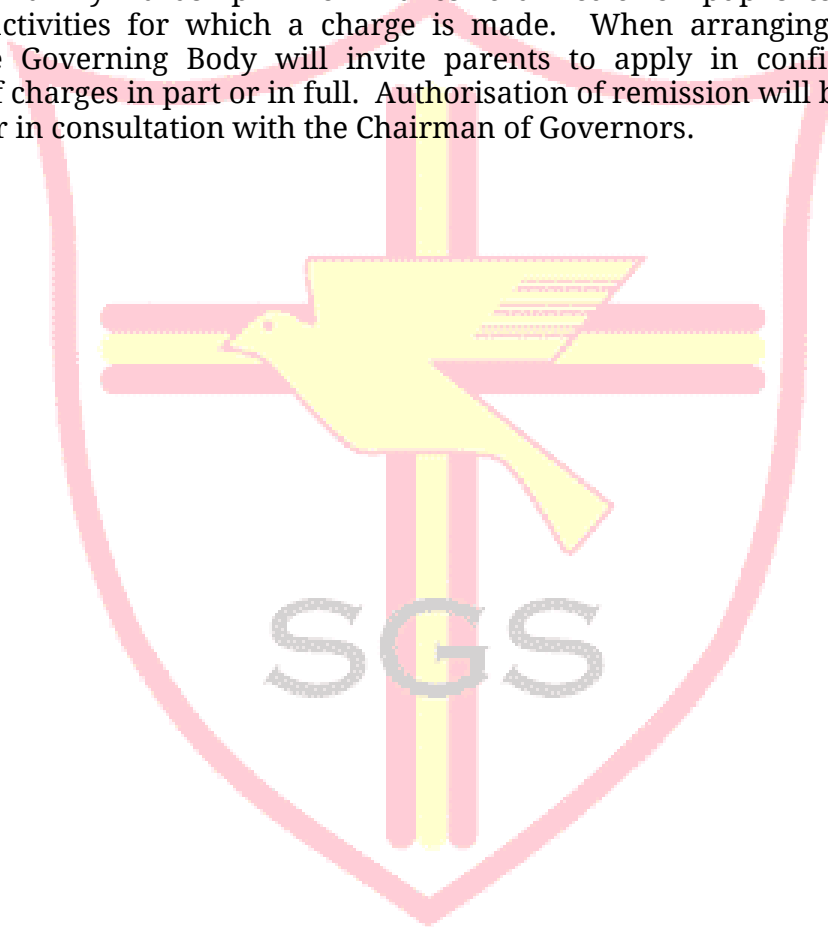 activities for which a charge is made. When arranging
Governing Body will invite parents to apply in
charges in part or in full. Authorisation of remission will
in consultation with the Chairman of Governors.
SGS